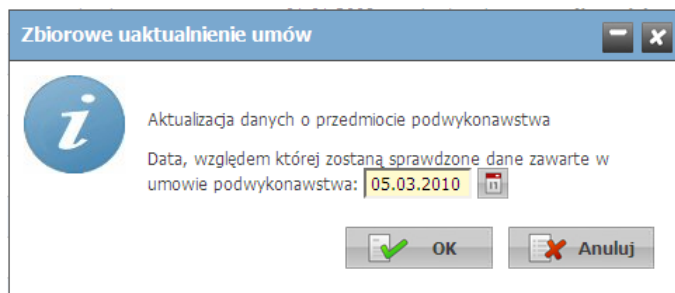 Zbiorowe uaktualnienie umów
Aktualizacja danych o przedmiocie podwykonawstwa
Data, względem której zostaną sprawdzone dane zawarte w
umowie podwykonawstwa: 05.03.2010
OK Anuluj